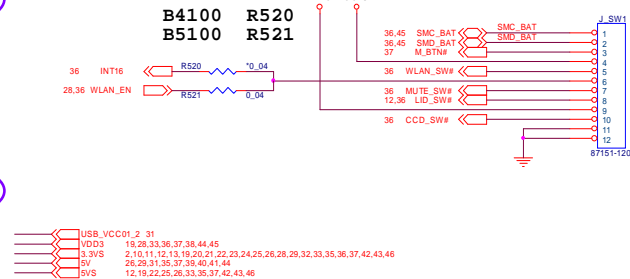 B4100 R520
B5100 R521
J_SW1
36,45 SMC_BAT SMC_BAT 1
36,45 SMD_BAT SMD_BAT 2
37 M_BTN# 3
4
36 INT16 R520 *0_04 36 WLAN_SW# 5
6
28,36 WLAN_EN R521 0_04 36 MUTE_SW# 7
12,36 LID_SW# 8
9
36 CCD_SW# 10
11
12
87151-120
USB_VCC01_2 31
VDD3 19,28,33,36,37,38,44,45
3.3VS 2,10,11,12,13,19,20,21,22,23,24,25,26,28,29,32,33,35,36,37,42,43,46
5V 26,29,31,35,37,39,40,41,44
5VS 12,19,22,25,26,33,35,37,42,43,46